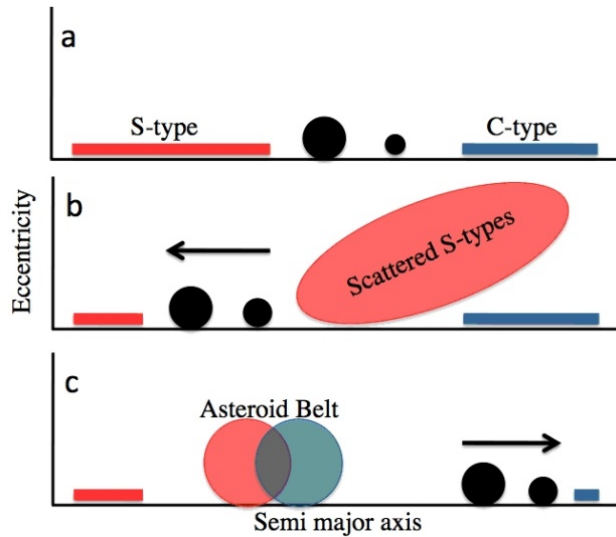 a
S-type
C-type
b
Scattered S-types
Eccentricity
c
Asteroid Belt
Semi major axis